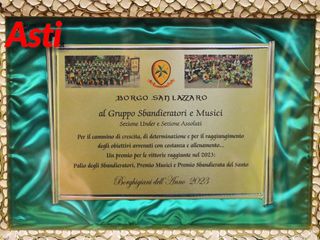 Asti
BORGO SAN LAZZARO
al Gruppo Sbandieratori e Musici
Sezione Under e Sezione Assoluti
Per il cammino di crescita, di determinazione e per il raggiungimento
degli obiettivi avvenuti con costanza e allenamento...
Un premio per le vittorie raggiunte nel 2023:
Palio degli Sbandieratori, Premio Musici e Premio Sbandierata del Santo
Borghigiani dell'Anno 2023